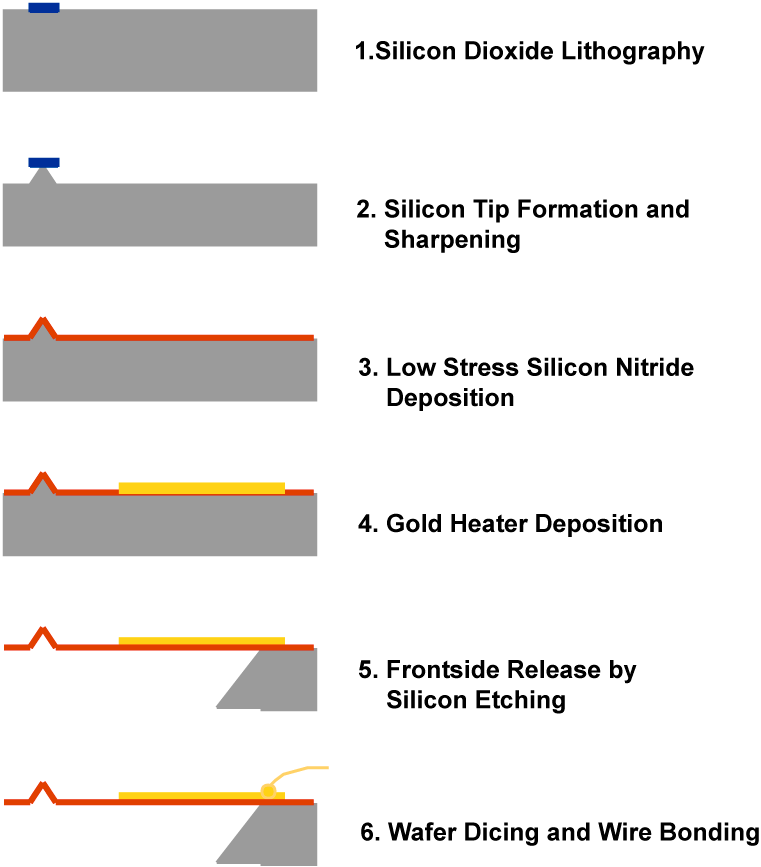 1.Silicon Dioxide Lithography
2. Silicon Tip Formation and
Sharpening
3. Low Stress Silicon Nitride
Deposition
4. Gold Heater Deposition
5. Frontside Release by
Silicon Etching
6. Wafer Dicing and Wire Bonding